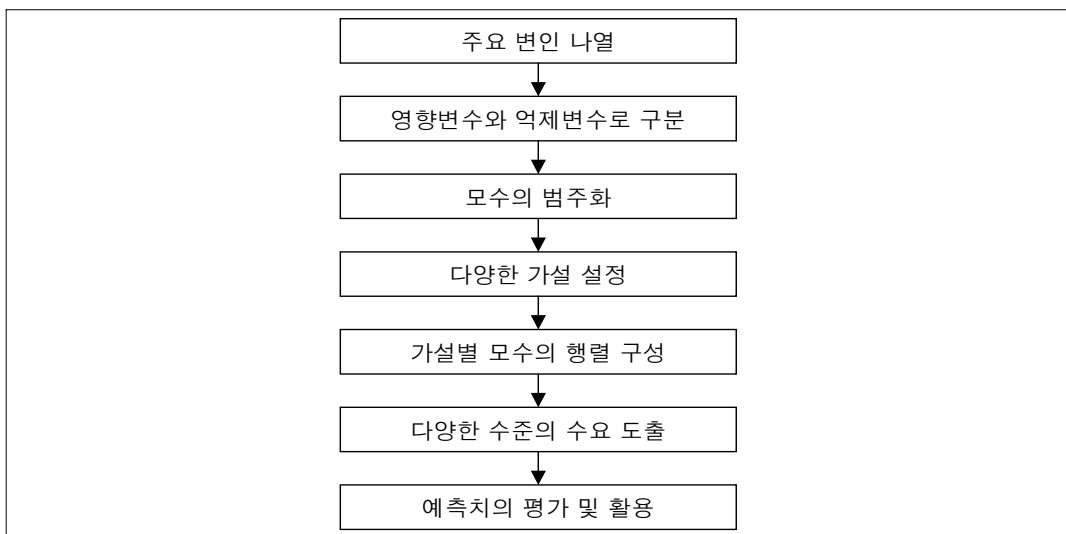 주요 변인 나열
영향변수와 억제변수로 구분
모수의 범주화
다양한 가설 설정
가설별 모수의 행렬 구성
다양한 수준의 수요 도출
예측치의 평가 및 활용